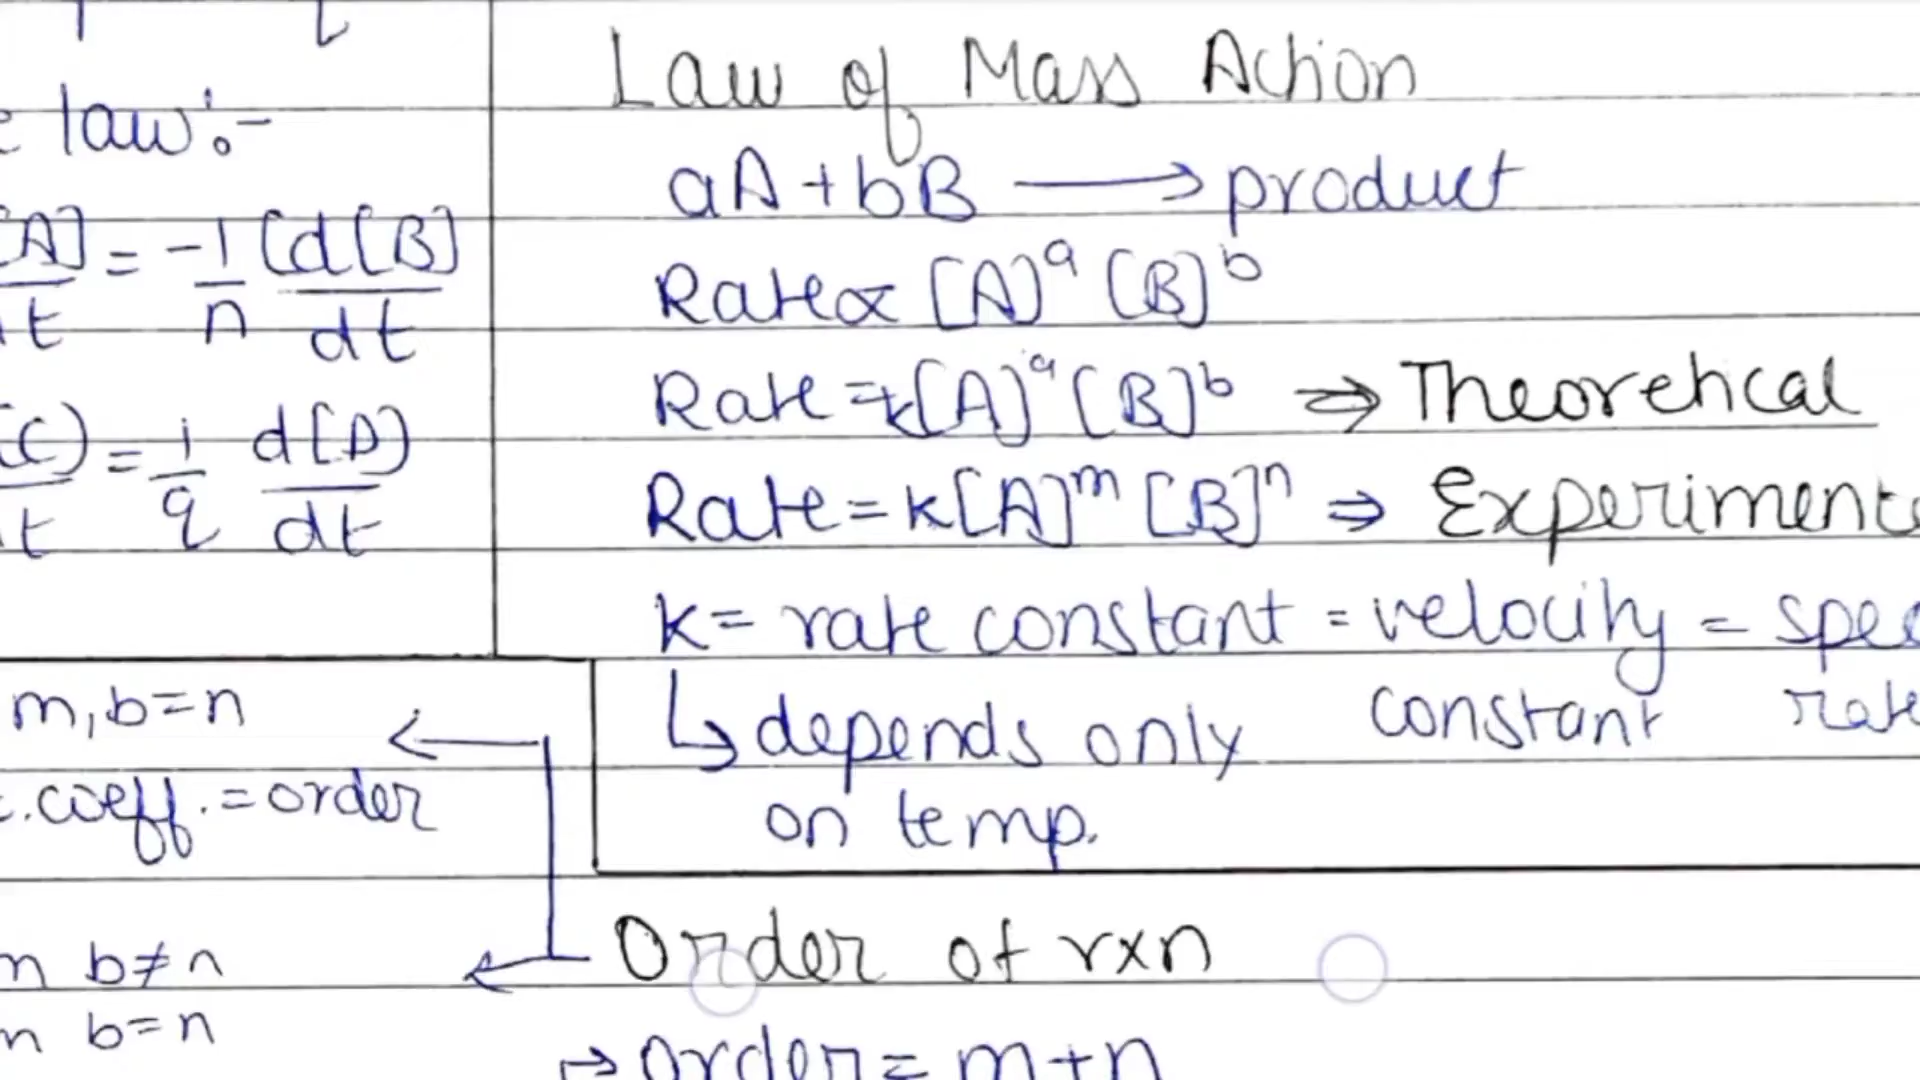 law:-
[A] = -1 [d[B]
t n dt
(C) = 1 d(D)
t q dt
m, b=n
coeff. = order
m b≠n
m b=n
Law of Mass Action
aA + bB ⟶ product
Rate ∝ [A]ᵃ [B]ᵇ
Rate = k[A]ᵃ [B]ᵇ ⇒ Theoretical
Rate = k[A]ᵐ [B]ⁿ ⇒ Experiment
k = rate constant = velocity = spec
constant rate
↳ depends only
on temp.
Order of rxn
→ order = m+n